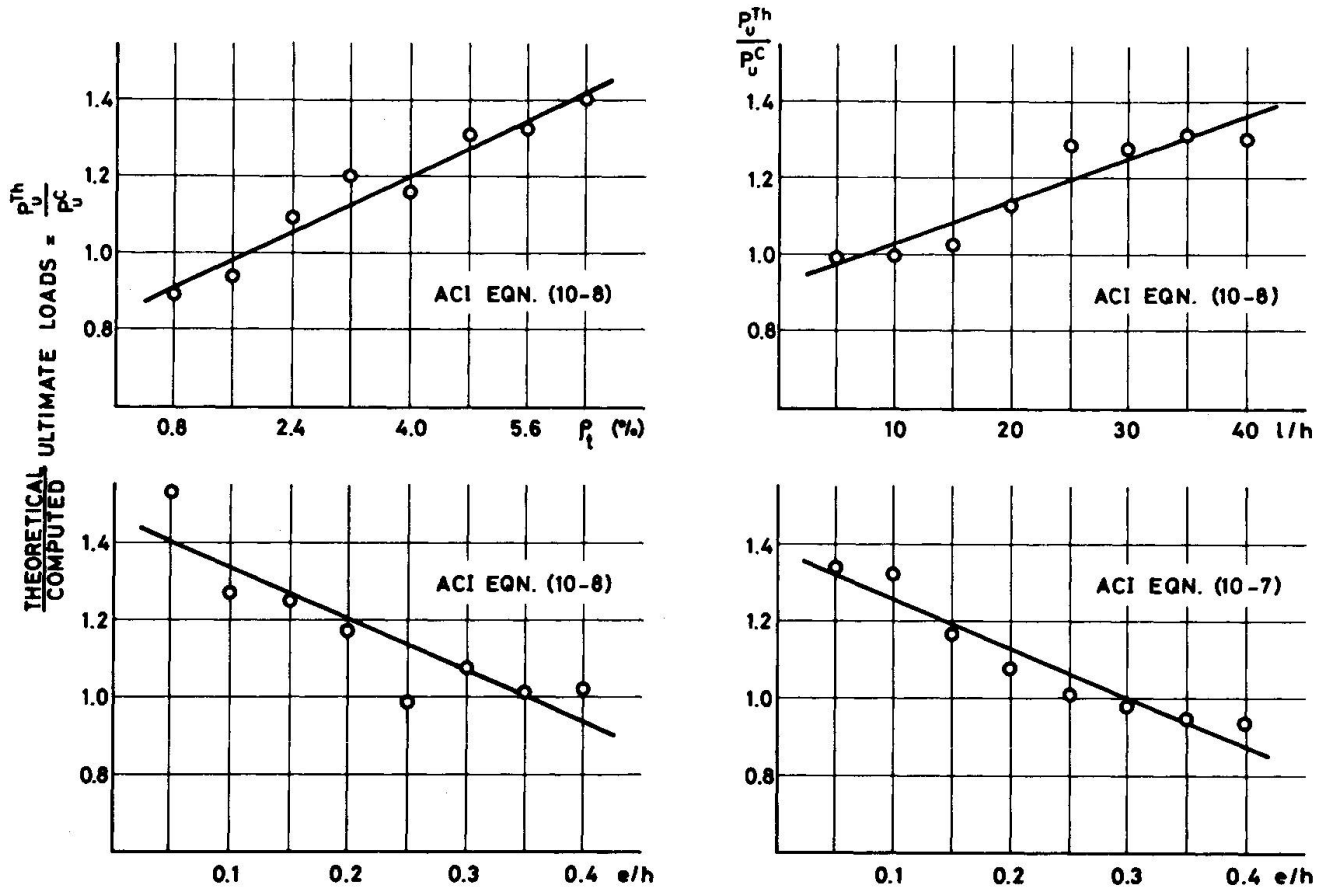 THEORETICAL / COMPUTED ULTIMATE LOADS = P_u^Th / P_u^C
1.4
1.2
1.0
0.8
ACI EQN. (10-8)
0.8 2.4 4.0 5.6 ρ_t (%)
P_u^Th / P_u^C
1.4
1.2
1.0
0.8
ACI EQN. (10-8)
10 20 30 40 l/h
1.4
1.2
1.0
0.8
ACI EQN. (10-8)
0.1 0.2 0.3 0.4 e/h
1.4
1.2
1.0
0.8
ACI EQN. (10-7)
0.1 0.2 0.3 0.4 e/h